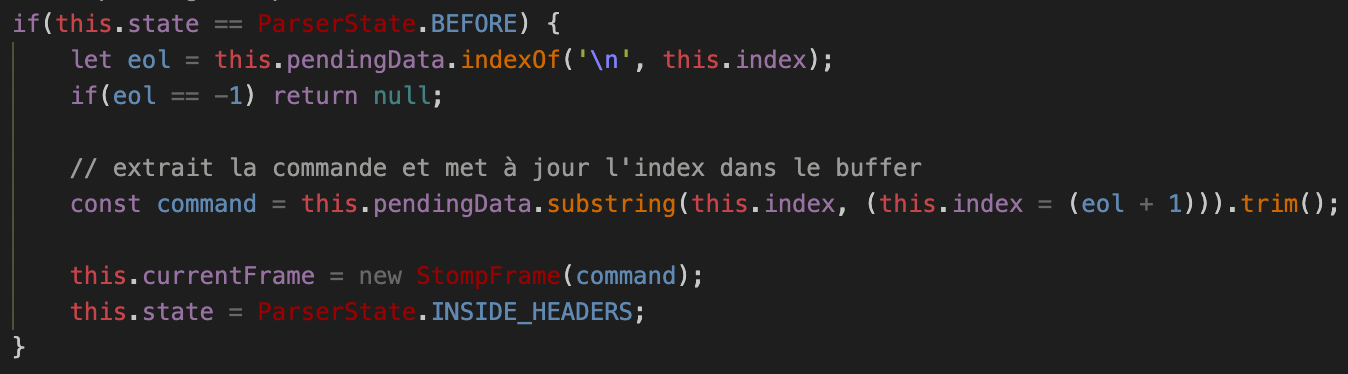 if(this.state == ParserState.BEFORE) {
let eol = this.pendingData.indexOf('\n', this.index);
if(eol == -1) return null;
// extrait la commande et met à jour l'index dans le buffer
const command = this.pendingData.substring(this.index, (this.index = (eol + 1))).trim();
this.currentFrame = new StompFrame(command);
this.state = ParserState.INSIDE_HEADERS;
}